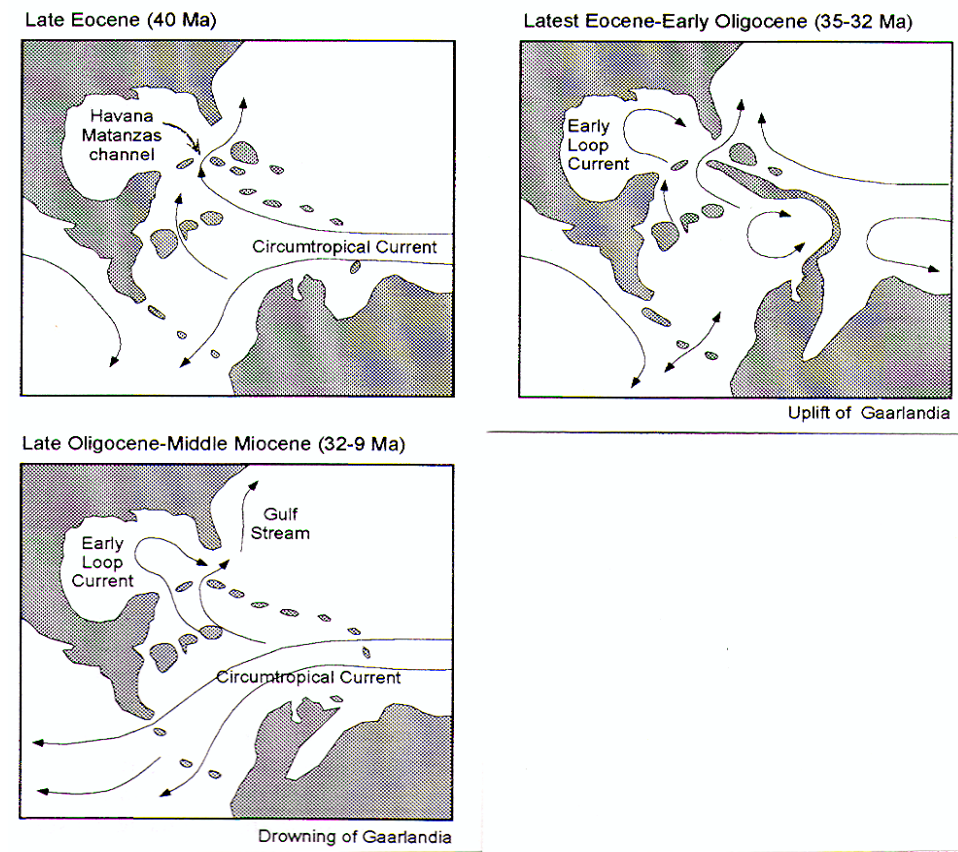 Late Eocene (40 Ma)
Havana
Matanzas
channel
Circumtropical Current
Latest Eocene-Early Oligocene (35-32 Ma)
Early
Loop
Current
Uplift of Gaarlandia
Late Oligocene-Middle Miocene (32-9 Ma)
Gulf
Stream
Early
Loop
Current
Circumtropical Current
Drowning of Gaarlandia